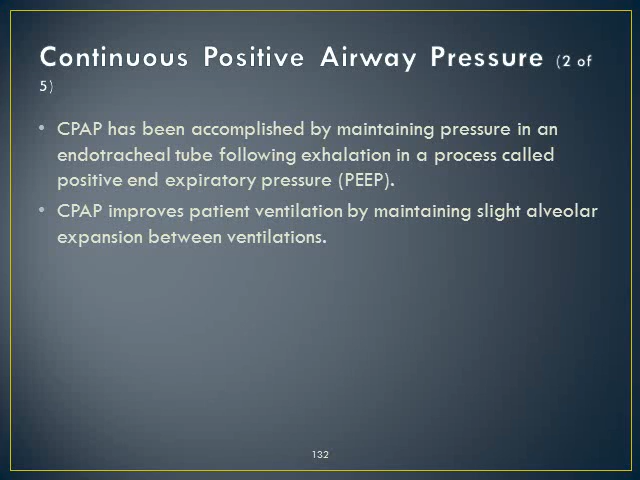 Continuous Positive Airway Pressure (2 of
5)
• CPAP has been accomplished by maintaining pressure in an
endotracheal tube following exhalation in a process called
positive end expiratory pressure (PEEP).
• CPAP improves patient ventilation by maintaining slight alveolar
expansion between ventilations.
132